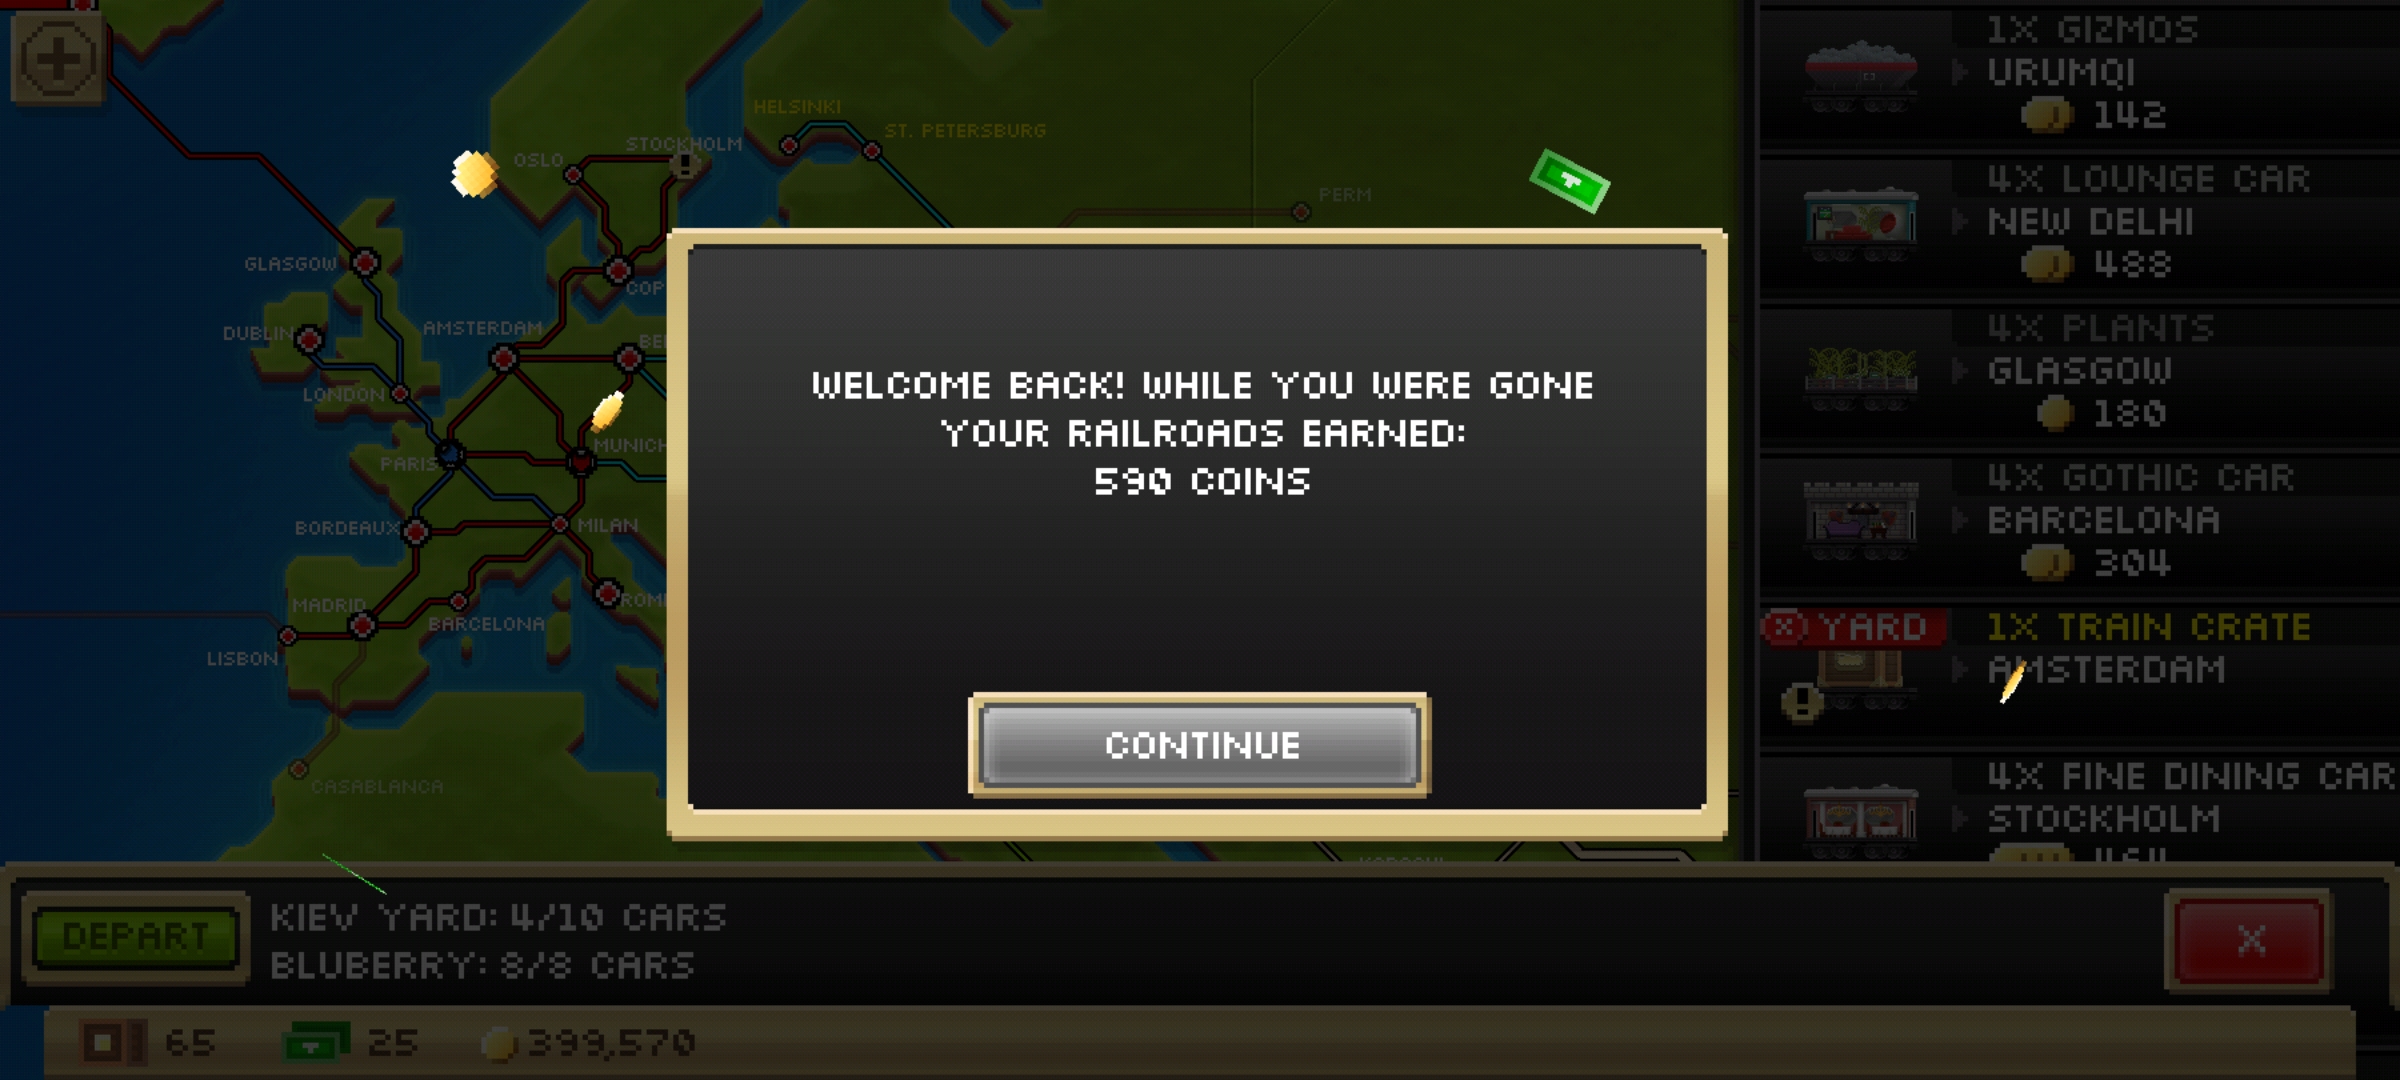 HELSINKI
ST. PETERSBURG
STOCKHOLM
OSLO
PERM
GLASGOW
COP
DUBLIN
AMSTERDAM
BE
LONDON
MUNICH
PARIS
BORDEAUX
MILAN
MADRID
ROM
BARCELONA
LISBON
CASABLANCA
WELCOME BACK! WHILE YOU WERE GONE
YOUR RAILROADS EARNED:
590 COINS
CONTINUE
1X GIZMOS
URUMQI
142
4X LOUNGE CAR
NEW DELHI
488
4X PLANTS
GLASGOW
180
4X GOTHIC CAR
BARCELONA
304
X YARD
1X TRAIN CRATE
AMSTERDAM
4X FINE DINING CAR
STOCKHOLM
DEPART
KIEV YARD: 4/10 CARS
BLUBERRY: 8/8 CARS
X
65
25
399,570